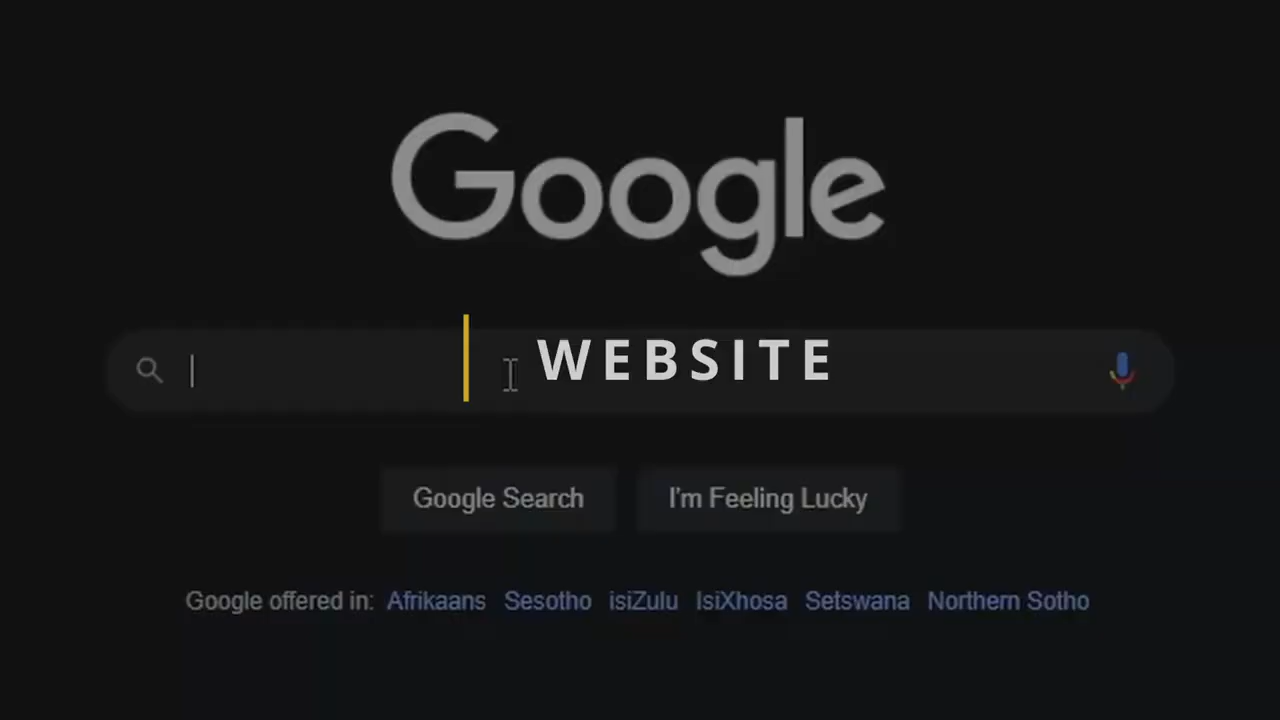 Google
WEBSITE
Google Search I'm Feeling Lucky
Google offered in: Afrikaans Sesotho isiZulu IsiXhosa Setswana Northern Sotho